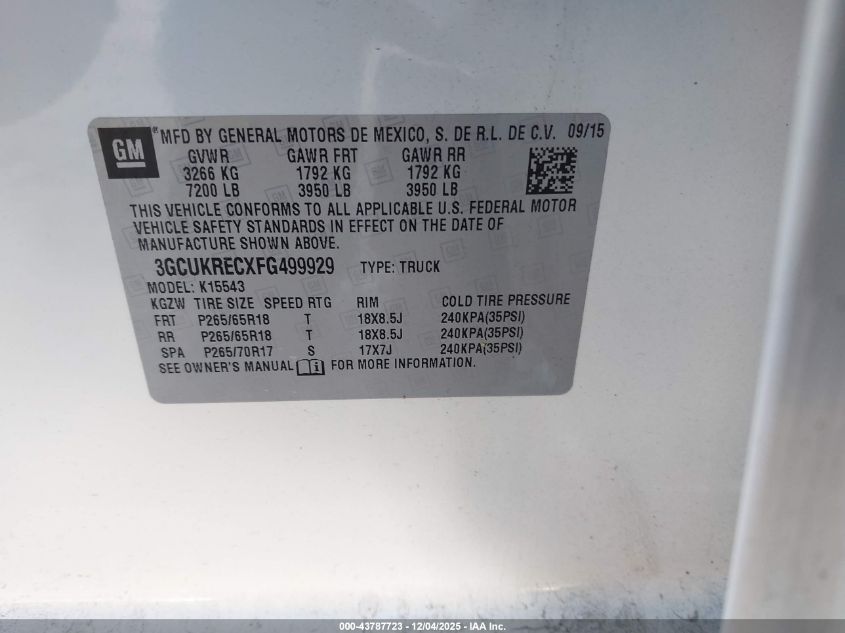 GM ® MFD BY GENERAL MOTORS DE MEXICO, S. DE R.L. DE C.V. 09/15
GVWR GAWR FRT GAWR RR
3266 KG 1792 KG 1792 KG
7200 LB 3950 LB 3950 LB
THIS VEHICLE CONFORMS TO ALL APPLICABLE U.S. FEDERAL MOTOR
VEHICLE SAFETY STANDARDS IN EFFECT ON THE DATE OF
MANUFACTURE SHOWN ABOVE.
3GCUKRECXFG499929 TYPE: TRUCK
MODEL: K15543
KGZW TIRE SIZE SPEED RTG RIM COLD TIRE PRESSURE
FRT P265/65R18 T 18X8.5J 240KPA(35PSI)
RR P265/65R18 T 18X8.5J 240KPA(35PSI)
SPA P265/70R17 S 17X7J 240KPA(35PSI)
SEE OWNER'S MANUAL FOR MORE INFORMATION.
000-43787723 - 12/04/2025 - IAA Inc.